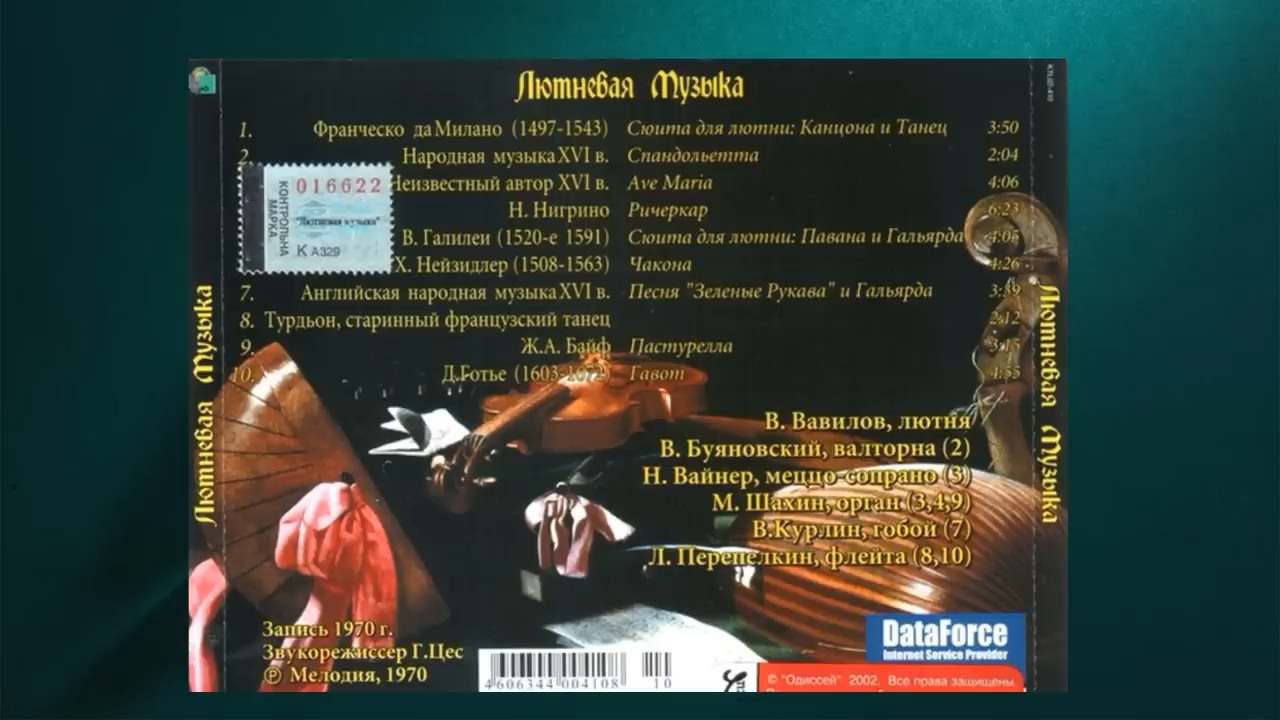 Лютневая Музыка
1. Франческо да Милано (1497-1543) Сюита для лютни: Канцона и Танец 3:50
2. Народная музыка XVI в. Спандольетта 2:04
Неизвестный автор XVI в. Ave Maria 4:06
Н. Нигрино Ричеркар 6:23
В. Галилеи (1520-е 1591) Сюита для лютни: Павана и Гальярда 4:05
Х. Нейзидлер (1508-1563) Чакона 4:26
7. Английская народная музыка XVI в. Песня "Зеленые Рукава" и Гальярда 3:39
8. Турдьон, старинный французский танец 2:12
9. Ж.А. Байф Пастурелла 3:15
10. Д.Готье (1603-1672) Гавот 4:55
016622
КОНТРОЛЬНА
МАРКА
"Лютневая музыка"
К А329
Лютневая Музыка
Лютневая Музыка
В. Вавилов, лютня
В. Буяновский, валторна (2)
Н. Вайнер, меццо-сопрано (3)
М. Шахин, орган (3,4,9)
В.Курлин, гобой (7)
Л. Перепелкин, флейта (8,10)
Запись 1970 г.
Звукорежиссер Г.Цес
℗ Мелодия, 1970
4606344 004108 10
DataForce
Internet Service Provider
© "Одиссей" 2002. Все права защищены.